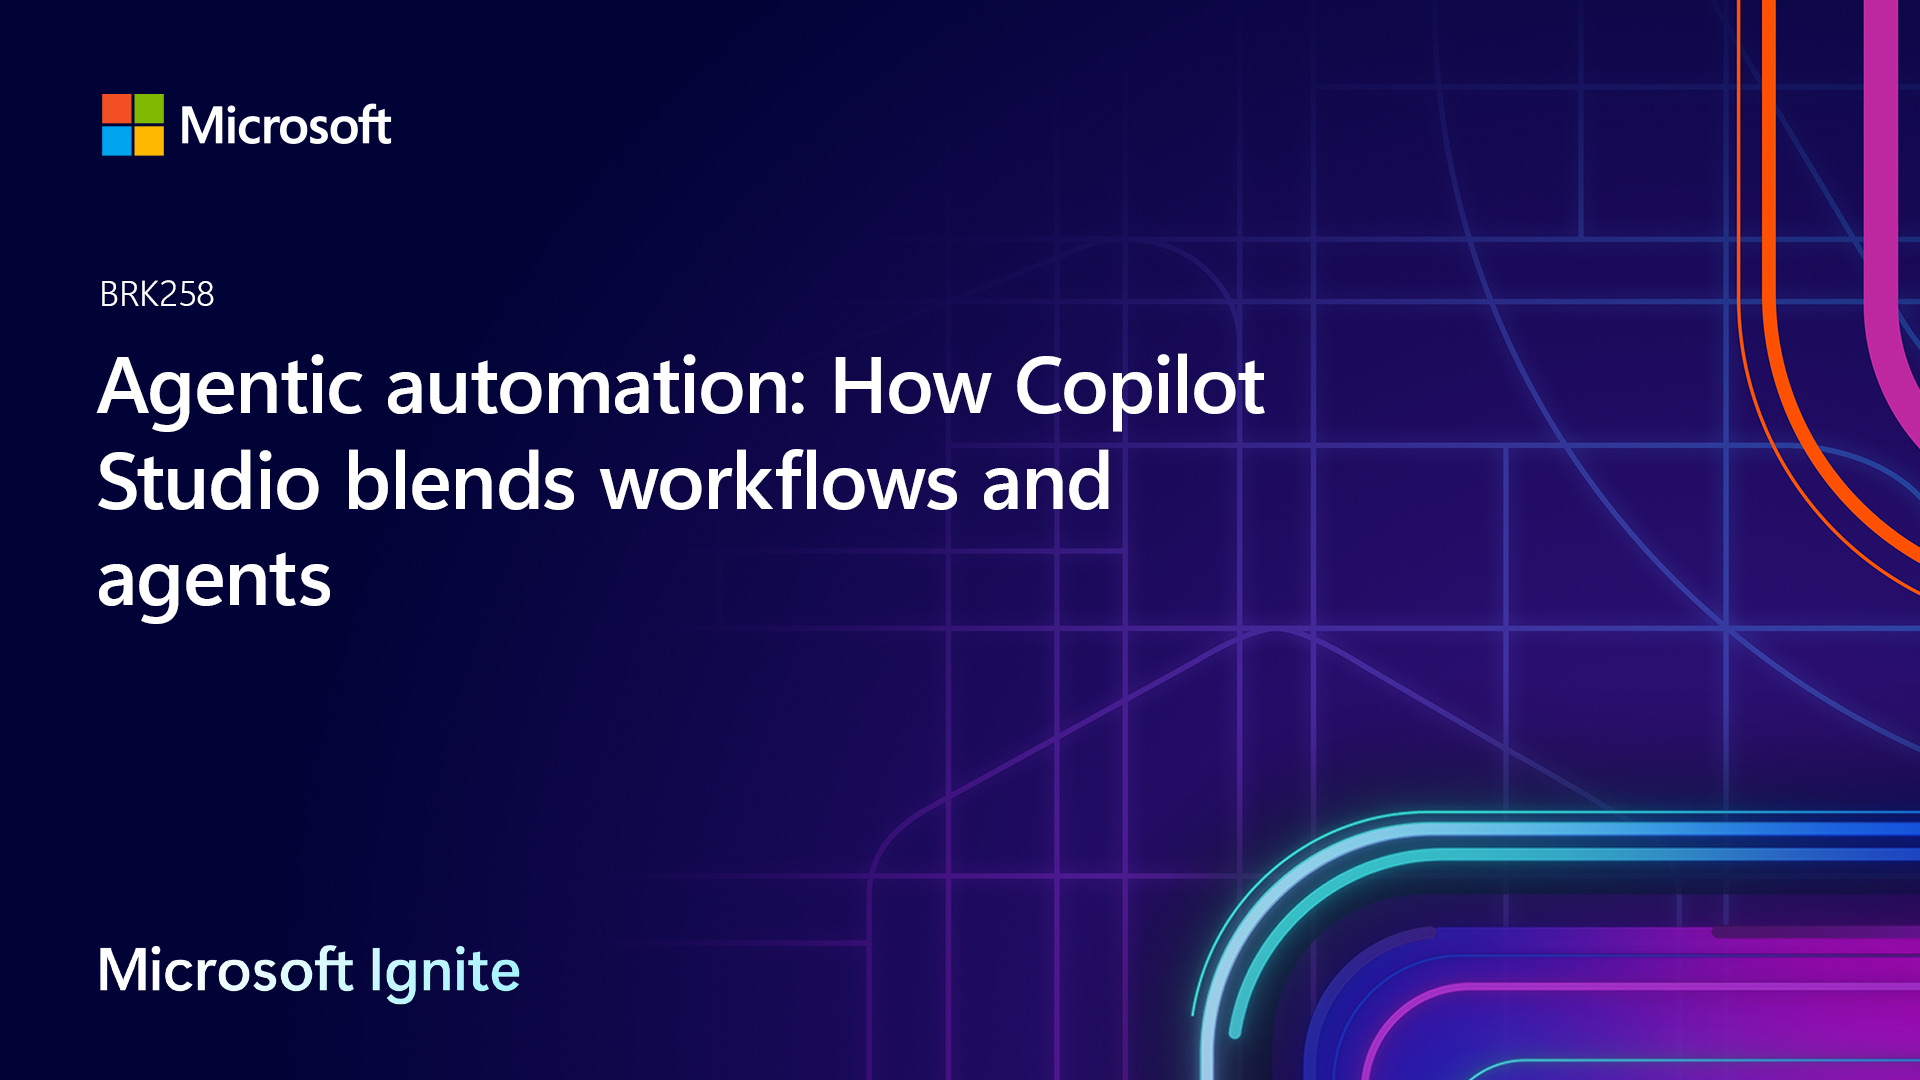 Microsoft
BRK258
Agentic automation: How Copilot
Studio blends workflows and
agents
Microsoft Ignite